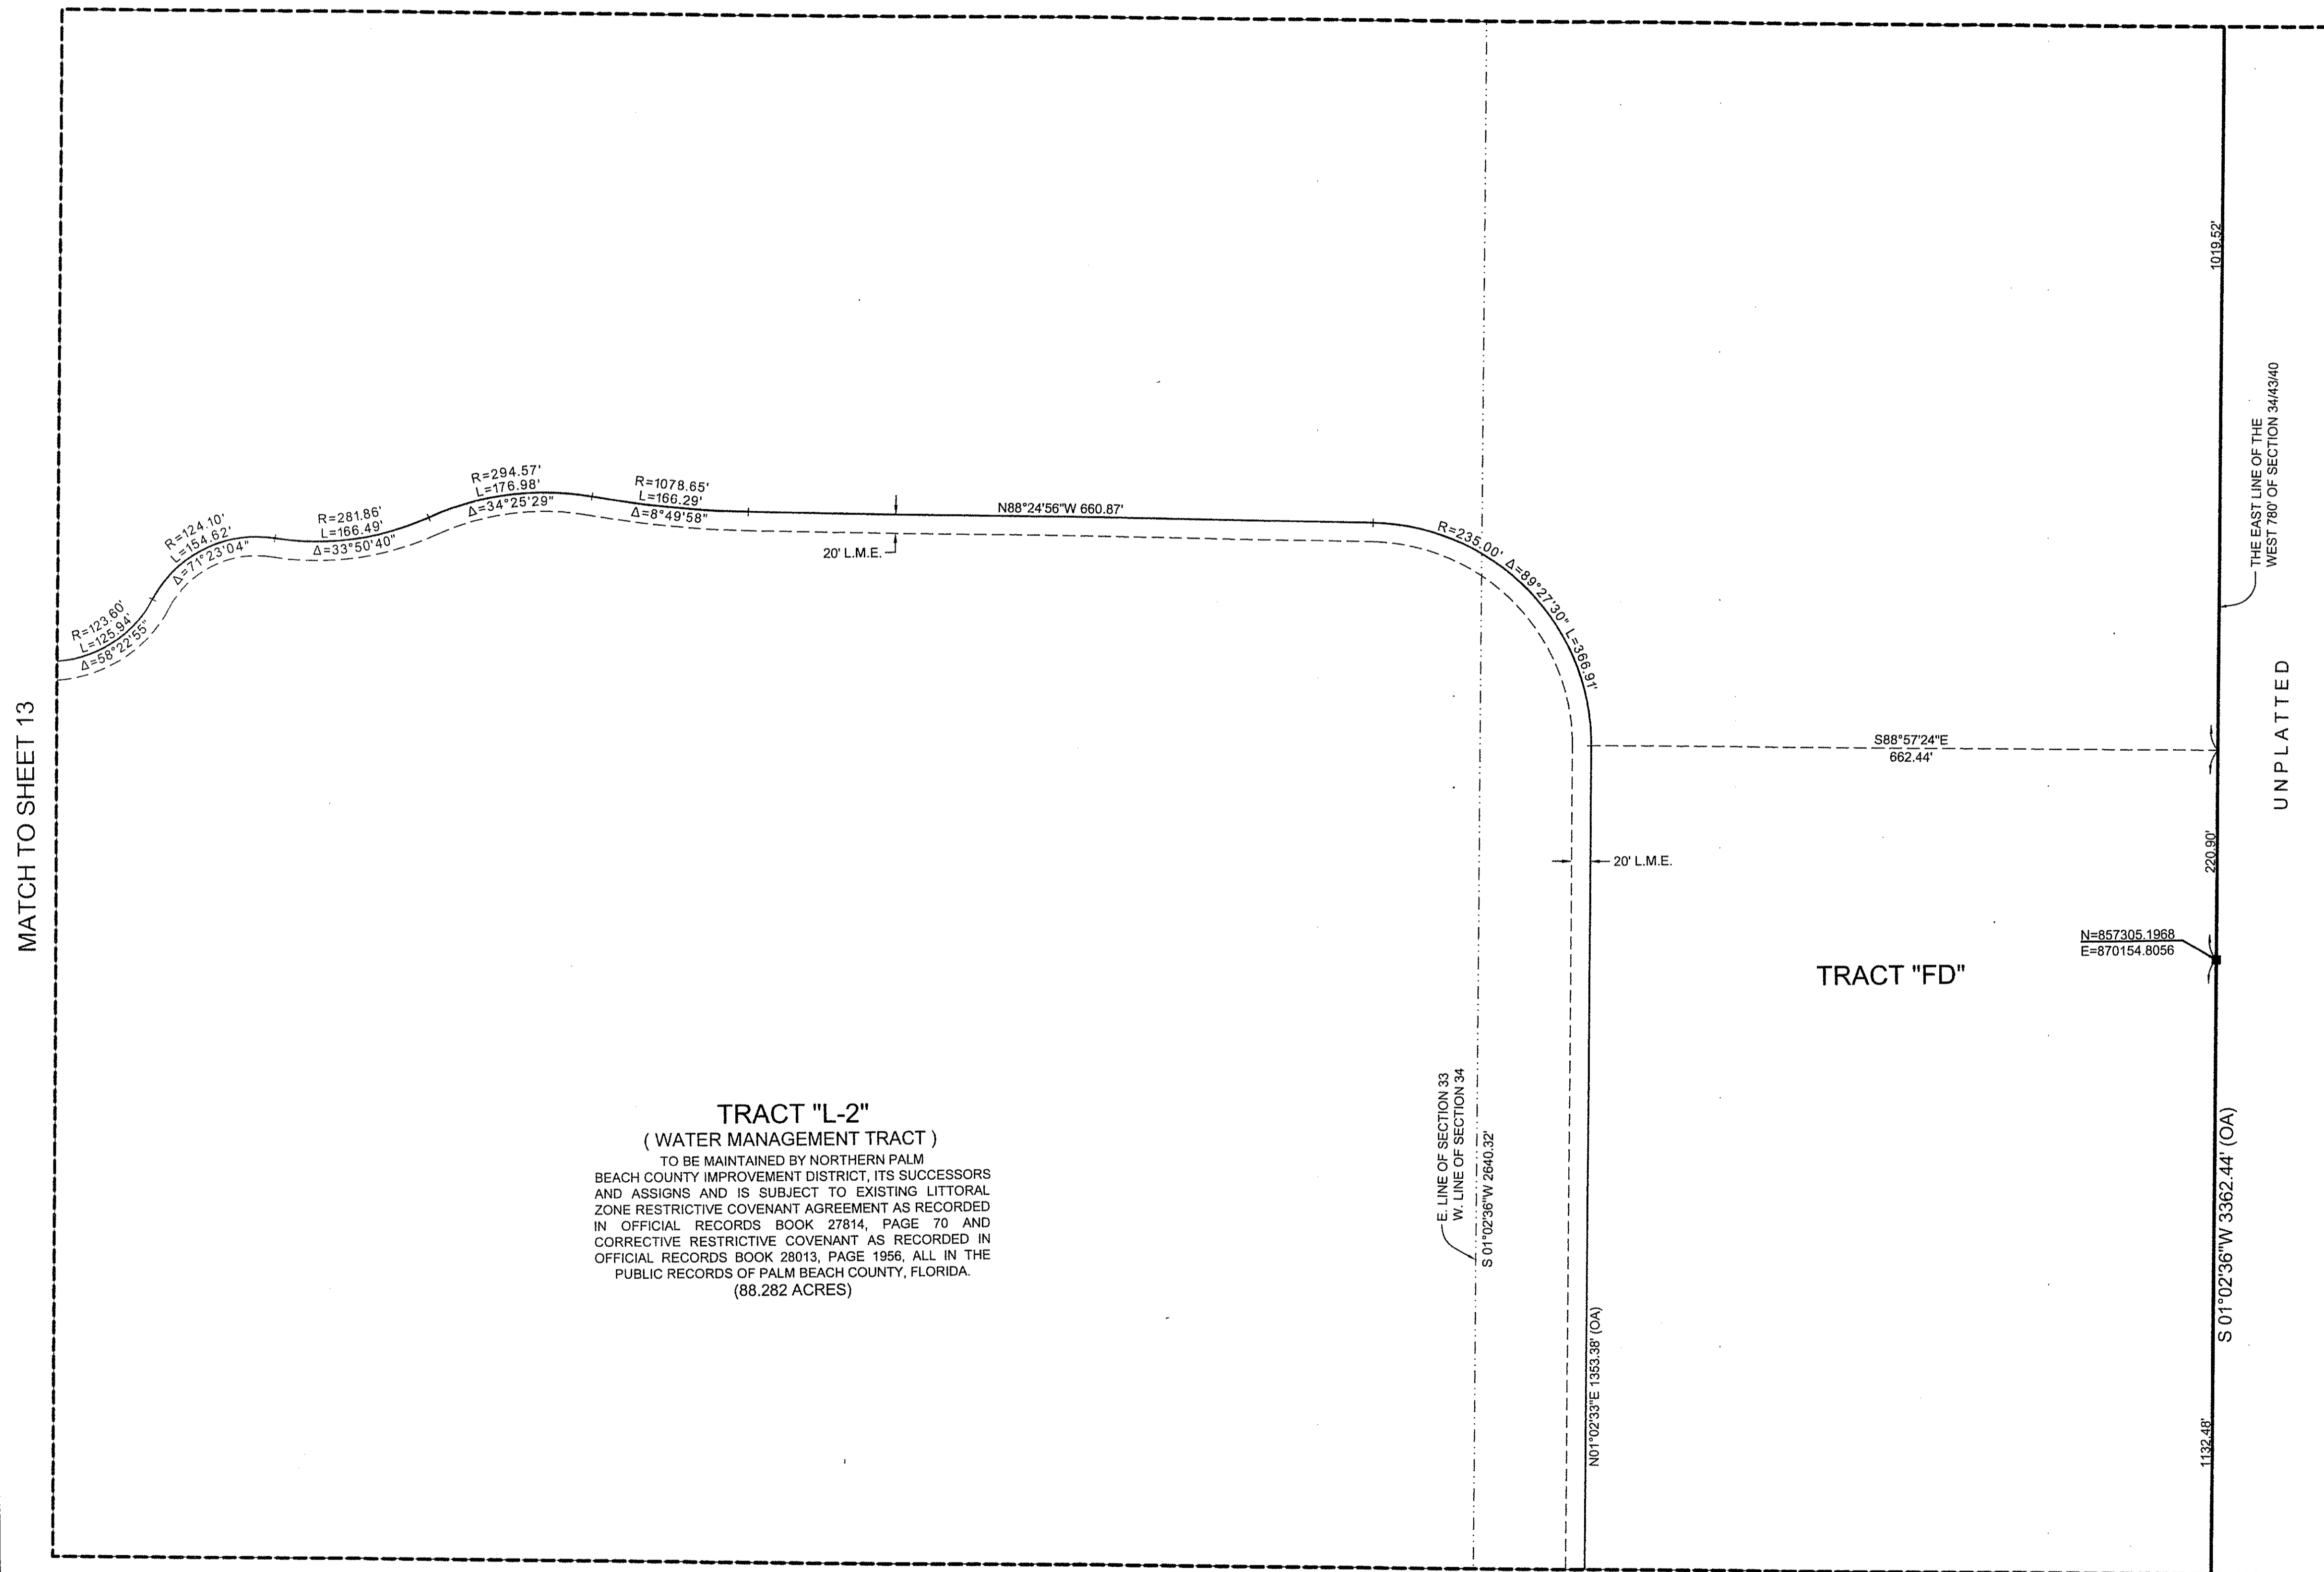 1019.52'
THE EAST LINE OF THE
WEST 780' OF SECTION 34/43/40
R=294.57'
L=176.98'
Δ=34°25'29"
R=1078.65'
L=166.29'
Δ=8°49'58"
R=281.86'
L=166.49'
Δ=33°50'40"
R=124.10'
L=154.62'
Δ=71°23'04"
R=123.60'
L=125.94'
Δ=58°22'55"
N88°24'56"W 660.87'
20' L.M.E.
R=235.00' Δ=89°27'30" L=366.91'
MATCH TO SHEET 13
UNPLATTED
S88°57'24"E
662.44'
20' L.M.E.
220.90'
N=857305.1968
E=870154.8056
TRACT "FD"
TRACT "L-2"
( WATER MANAGEMENT TRACT )
TO BE MAINTAINED BY NORTHERN PALM
BEACH COUNTY IMPROVEMENT DISTRICT, ITS SUCCESSORS
AND ASSIGNS AND IS SUBJECT TO EXISTING LITTORAL
ZONE RESTRICTIVE COVENANT AGREEMENT AS RECORDED
IN OFFICIAL RECORDS BOOK 27814, PAGE 70 AND
CORRECTIVE RESTRICTIVE COVENANT AS RECORDED IN
OFFICIAL RECORDS BOOK 28013, PAGE 1956, ALL IN THE
PUBLIC RECORDS OF PALM BEACH COUNTY, FLORIDA.
(88.282 ACRES)
E. LINE OF SECTION 33
W. LINE OF SECTION 34
S 01°02'36"W 2640.32'
N01°02'33"E 1353.38' (OA)
S 01°02'36"W 3362.44' (OA)
1132.48'